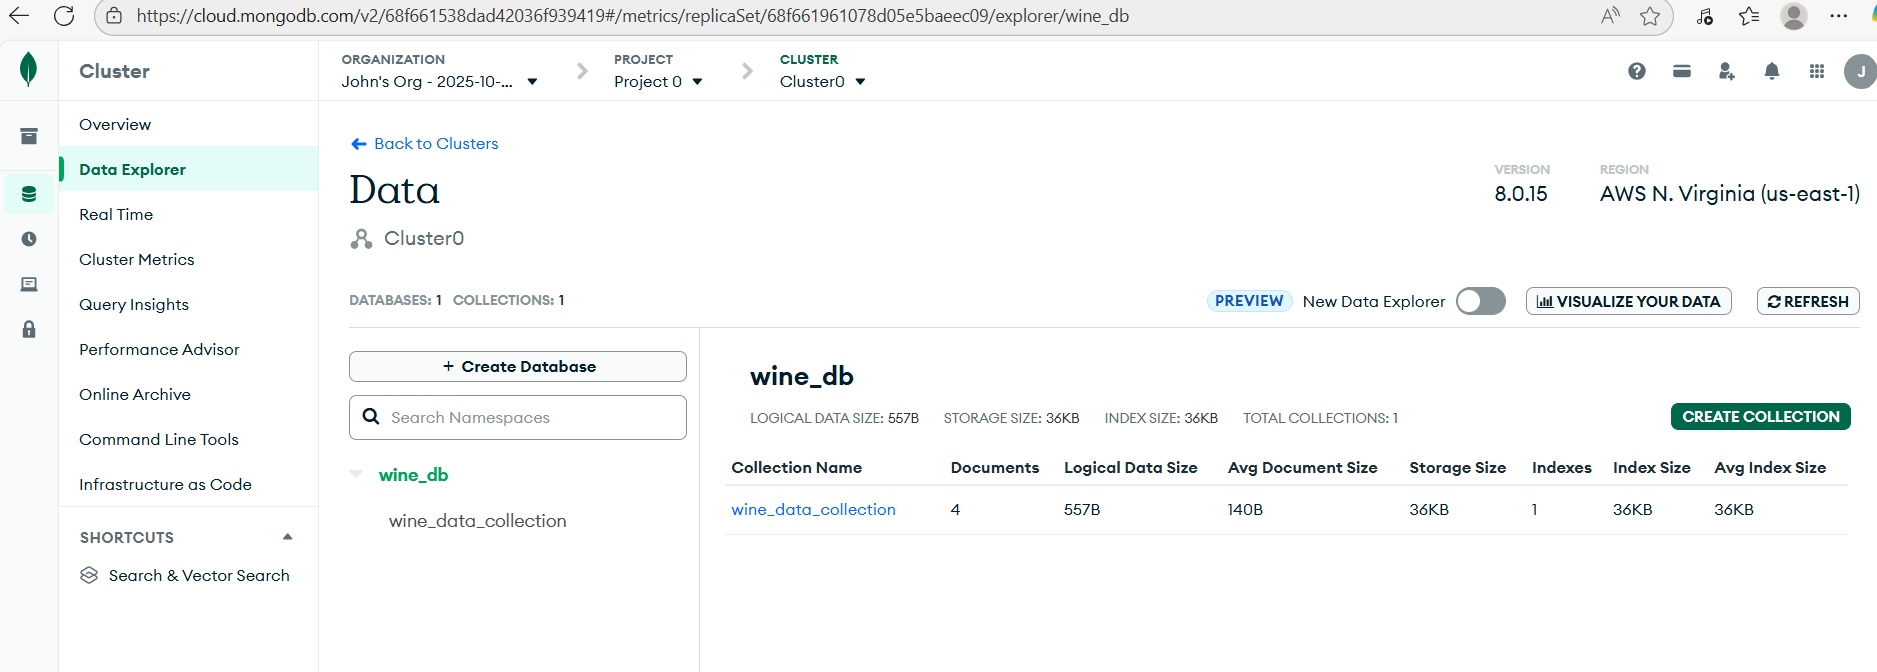 https://cloud.mongodb.com/v2/68f661538dad42036f939419#/metrics/replicaSet/68f661961078d05e5baeec09/explorer/wine_db
Cluster
ORGANIZATION
John's Org - 2025-10-...
PROJECT
Project 0
CLUSTER
Cluster0
J
Overview
Data Explorer
Real Time
Cluster Metrics
Query Insights
Performance Advisor
Online Archive
Command Line Tools
Infrastructure as Code
SHORTCUTS
Search & Vector Search
Back to Clusters
Data
Cluster0
VERSION
8.0.15
REGION
AWS N. Virginia (us-east-1)
DATABASES: 1 COLLECTIONS: 1
PREVIEW New Data Explorer VISUALIZE YOUR DATA REFRESH
+ Create Database
Search Namespaces
wine_db
wine_data_collection
wine_db
LOGICAL DATA SIZE: 557B STORAGE SIZE: 36KB INDEX SIZE: 36KB TOTAL COLLECTIONS: 1
CREATE COLLECTION
Collection Name Documents Logical Data Size Avg Document Size Storage Size Indexes Index Size Avg Index Size
wine_data_collection 4 557B 140B 36KB 1 36KB 36KB